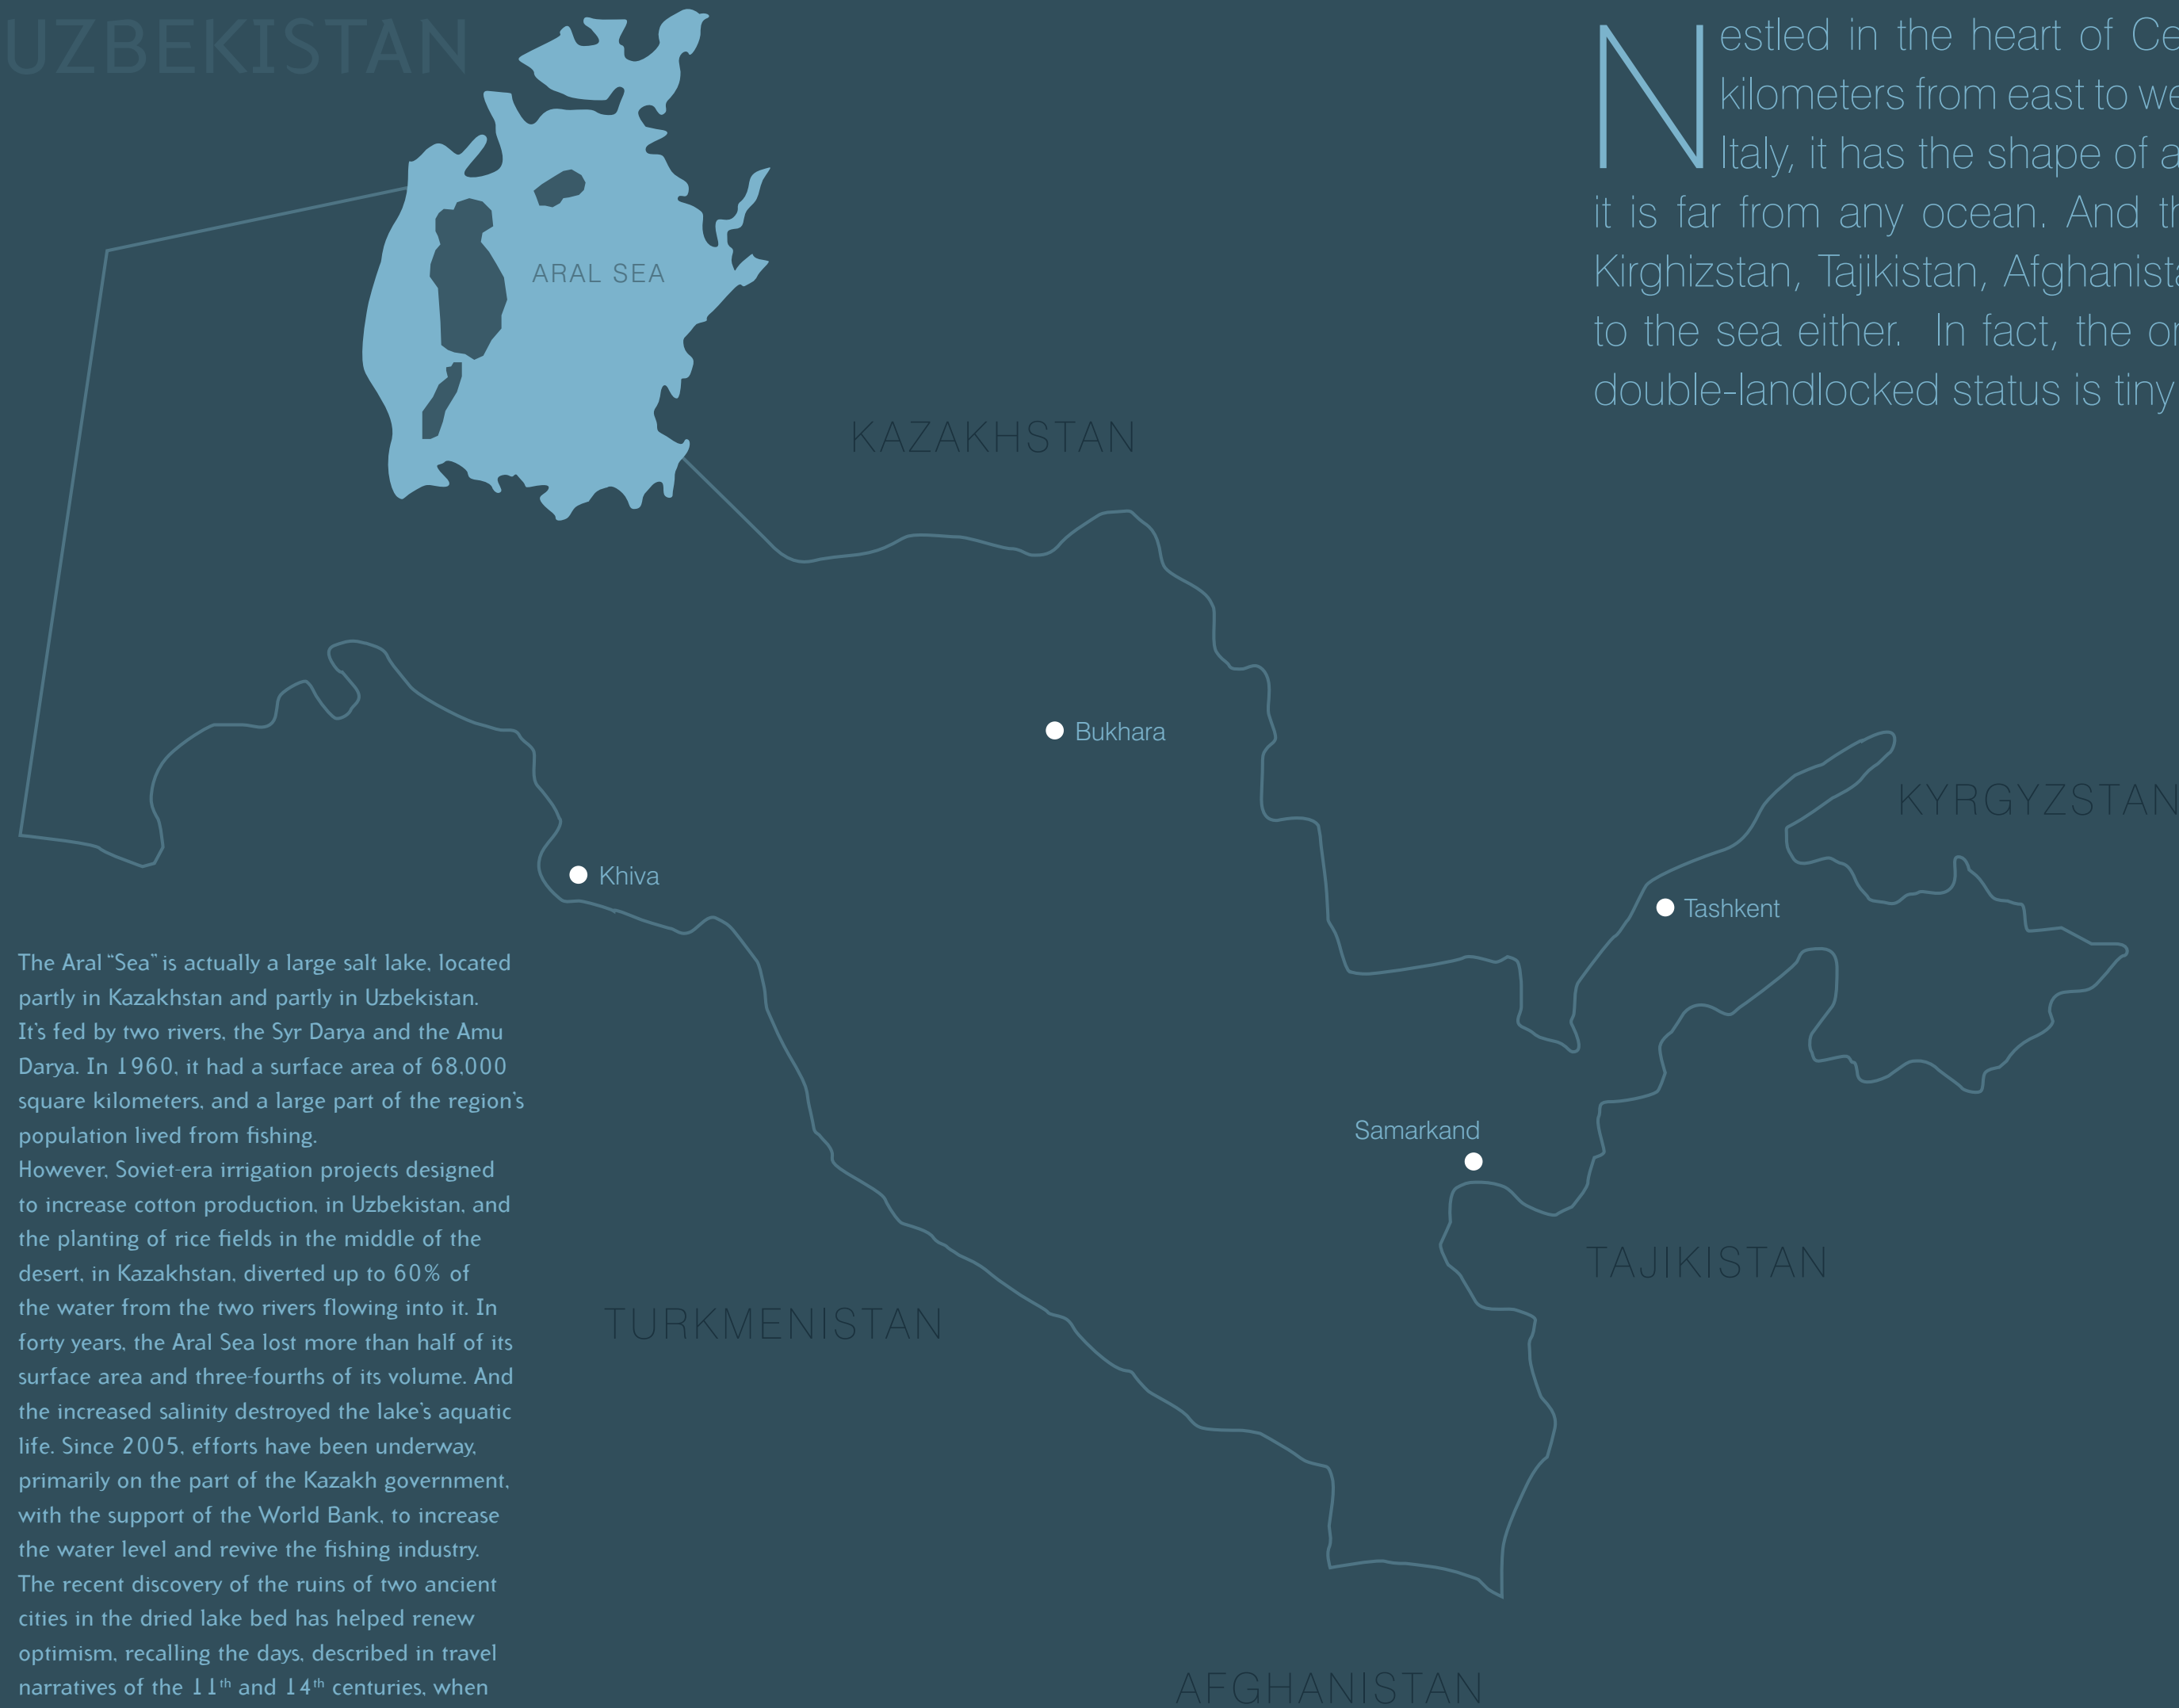 UZBEKISTAN
Nestled in the heart of Ce
kilometers from east to we
Italy, it has the shape of a
it is far from any ocean. And th
Kirghizstan, Tajikistan, Afghanista
to the sea either. In fact, the or
double-landlocked status is tiny
ARAL SEA
KAZAKHSTAN
Bukhara
KYRGYZSTAN
Khiva
Tashkent
Samarkand
TAJIKISTAN
TURKMENISTAN
AFGHANISTAN
The Aral “Sea” is actually a large salt lake, located
partly in Kazakhstan and partly in Uzbekistan.
It’s fed by two rivers, the Syr Darya and the Amu
Darya. In 1960, it had a surface area of 68,000
square kilometers, and a large part of the region’s
population lived from fishing.
However, Soviet-era irrigation projects designed
to increase cotton production, in Uzbekistan, and
the planting of rice fields in the middle of the
desert, in Kazakhstan, diverted up to 60% of
the water from the two rivers flowing into it. In
forty years, the Aral Sea lost more than half of its
surface area and three-fourths of its volume. And
the increased salinity destroyed the lake’s aquatic
life. Since 2005, efforts have been underway,
primarily on the part of the Kazakh government,
with the support of the World Bank, to increase
the water level and revive the fishing industry.
The recent discovery of the ruins of two ancient
cities in the dried lake bed has helped renew
optimism, recalling the days, described in travel
narratives of the 11th and 14th centuries, when